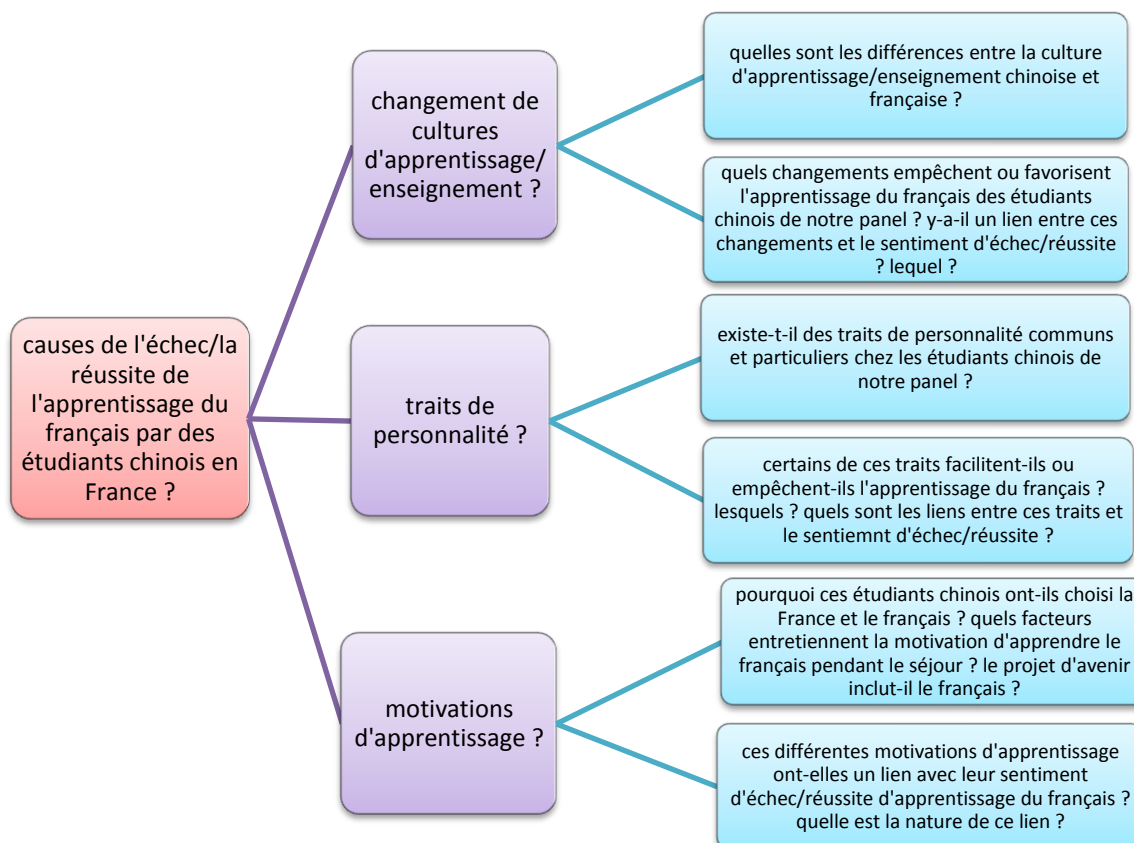 causes de l'échec/la
réussite de
l'apprentissage du
français par des
étudiants chinois en
France ?
changement de
cultures
d'apprentissage/
enseignement ?
quelles sont les différences entre la culture
d'apprentissage/enseignement chinoise et
française ?
quels changements empêchent ou favorisent
l'apprentissage du français des étudiants
chinois de notre panel ? y-a-il un lien entre ces
changements et le sentiment d'échec/réussite
? lequel ?
traits de
personnalité ?
existe-t-il des traits de personnalité communs
et particuliers chez les étudiants chinois de
notre panel ?
certains de ces traits facilitent-ils ou
empêchent-ils l'apprentissage du français ?
lesquels ? quels sont les liens entre ces traits et
le sentiemnt d'échec/réussite ?
motivations
d'apprentissage ?
pourquoi ces étudiants chinois ont-ils choisi la
France et le français ? quels facteurs
entretiennent la motivation d'apprendre le
français pendant le séjour ? le projet d'avenir
inclut-il le français ?
ces différentes motivations d'apprentissage
ont-elles un lien avec leur sentiment
d'échec/réussite d'apprentissage du français ?
quelle est la nature de ce lien ?